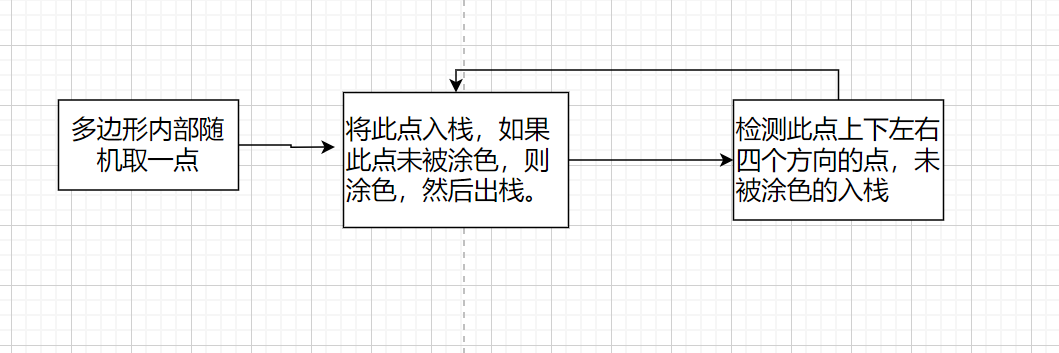 多边形内部随
机取一点
将此点入栈，如果
此点未被涂色，则
涂色，然后出栈。
检测此点上下左右
四个方向的点，未
被涂色的入栈